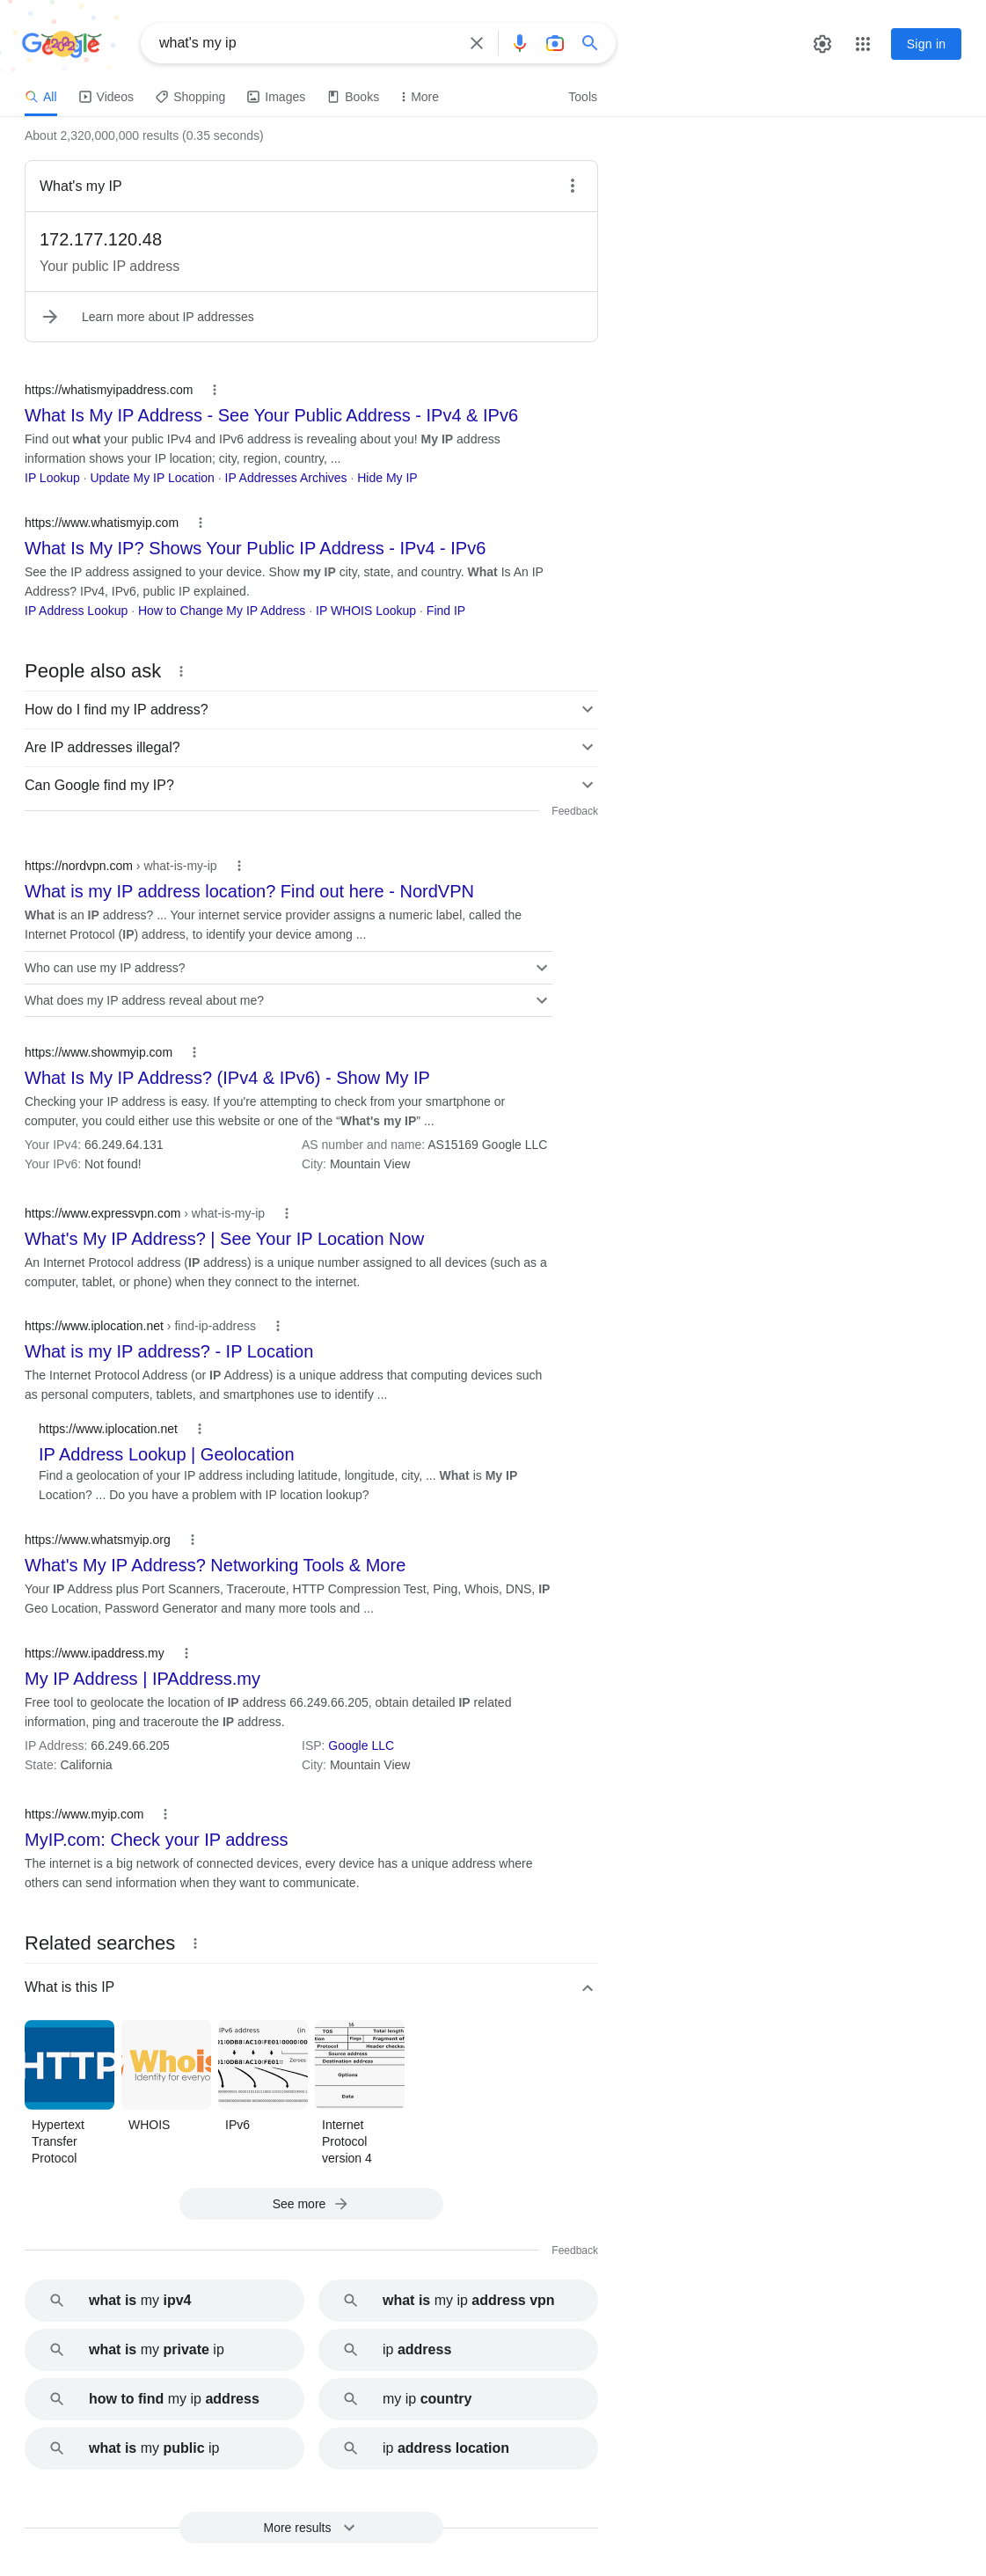 Google
2023
what's my ip
Sign in
All
Videos
Shopping
Images
Books
More
Tools
About 2,320,000,000 results (0.35 seconds)
What's my IP
172.177.120.48
Your public IP address
Learn more about IP addresses
https://whatismyipaddress.com
What Is My IP Address - See Your Public Address - IPv4 & IPv6
Find out what your public IPv4 and IPv6 address is revealing about you! My IP address
information shows your IP location; city, region, country, ...
IP Lookup · Update My IP Location · IP Addresses Archives · Hide My IP
https://www.whatismyip.com
What Is My IP? Shows Your Public IP Address - IPv4 - IPv6
See the IP address assigned to your device. Show my IP city, state, and country. What Is An IP
Address? IPv4, IPv6, public IP explained.
IP Address Lookup · How to Change My IP Address · IP WHOIS Lookup · Find IP
People also ask
How do I find my IP address?
Are IP addresses illegal?
Can Google find my IP?
Feedback
https://nordvpn.com › what-is-my-ip
What is my IP address location? Find out here - NordVPN
What is an IP address? ... Your internet service provider assigns a numeric label, called the
Internet Protocol (IP) address, to identify your device among ...
Who can use my IP address?
What does my IP address reveal about me?
https://www.showmyip.com
What Is My IP Address? (IPv4 & IPv6) - Show My IP
Checking your IP address is easy. If you're attempting to check from your smartphone or
computer, you could either use this website or one of the “What's my IP” ...
Your IPv4: 66.249.64.131
AS number and name: AS15169 Google LLC
Your IPv6: Not found!
City: Mountain View
https://www.expressvpn.com › what-is-my-ip
What's My IP Address? | See Your IP Location Now
An Internet Protocol address (IP address) is a unique number assigned to all devices (such as a
computer, tablet, or phone) when they connect to the internet.
https://www.iplocation.net › find-ip-address
What is my IP address? - IP Location
The Internet Protocol Address (or IP Address) is a unique address that computing devices such
as personal computers, tablets, and smartphones use to identify ...
https://www.iplocation.net
IP Address Lookup | Geolocation
Find a geolocation of your IP address including latitude, longitude, city, ... What is My IP
Location? ... Do you have a problem with IP location lookup?
https://www.whatsmyip.org
What's My IP Address? Networking Tools & More
Your IP Address plus Port Scanners, Traceroute, HTTP Compression Test, Ping, Whois, DNS, IP
Geo Location, Password Generator and many more tools and ...
https://www.ipaddress.my
My IP Address | IPAddress.my
Free tool to geolocate the location of IP address 66.249.66.205, obtain detailed IP related
information, ping and traceroute the IP address.
IP Address: 66.249.66.205
ISP: Google LLC
State: California
City: Mountain View
https://www.myip.com
MyIP.com: Check your IP address
The internet is a big network of connected devices, every device has a unique address where
others can send information when they want to communicate.
Related searches
What is this IP
HTTP
Whois
Identity for everyo
IPv6 address (in
Zeroes
16
TOS Total length
Flags Fragment of
Protocol Header checksu
Source address
Destination address
Options
Data
Hypertext
Transfer
Protocol
WHOIS
IPv6
Internet
Protocol
version 4
See more
Feedback
what is my ipv4
what is my ip address vpn
what is my private ip
ip address
how to find my ip address
my ip country
what is my public ip
ip address location
More results